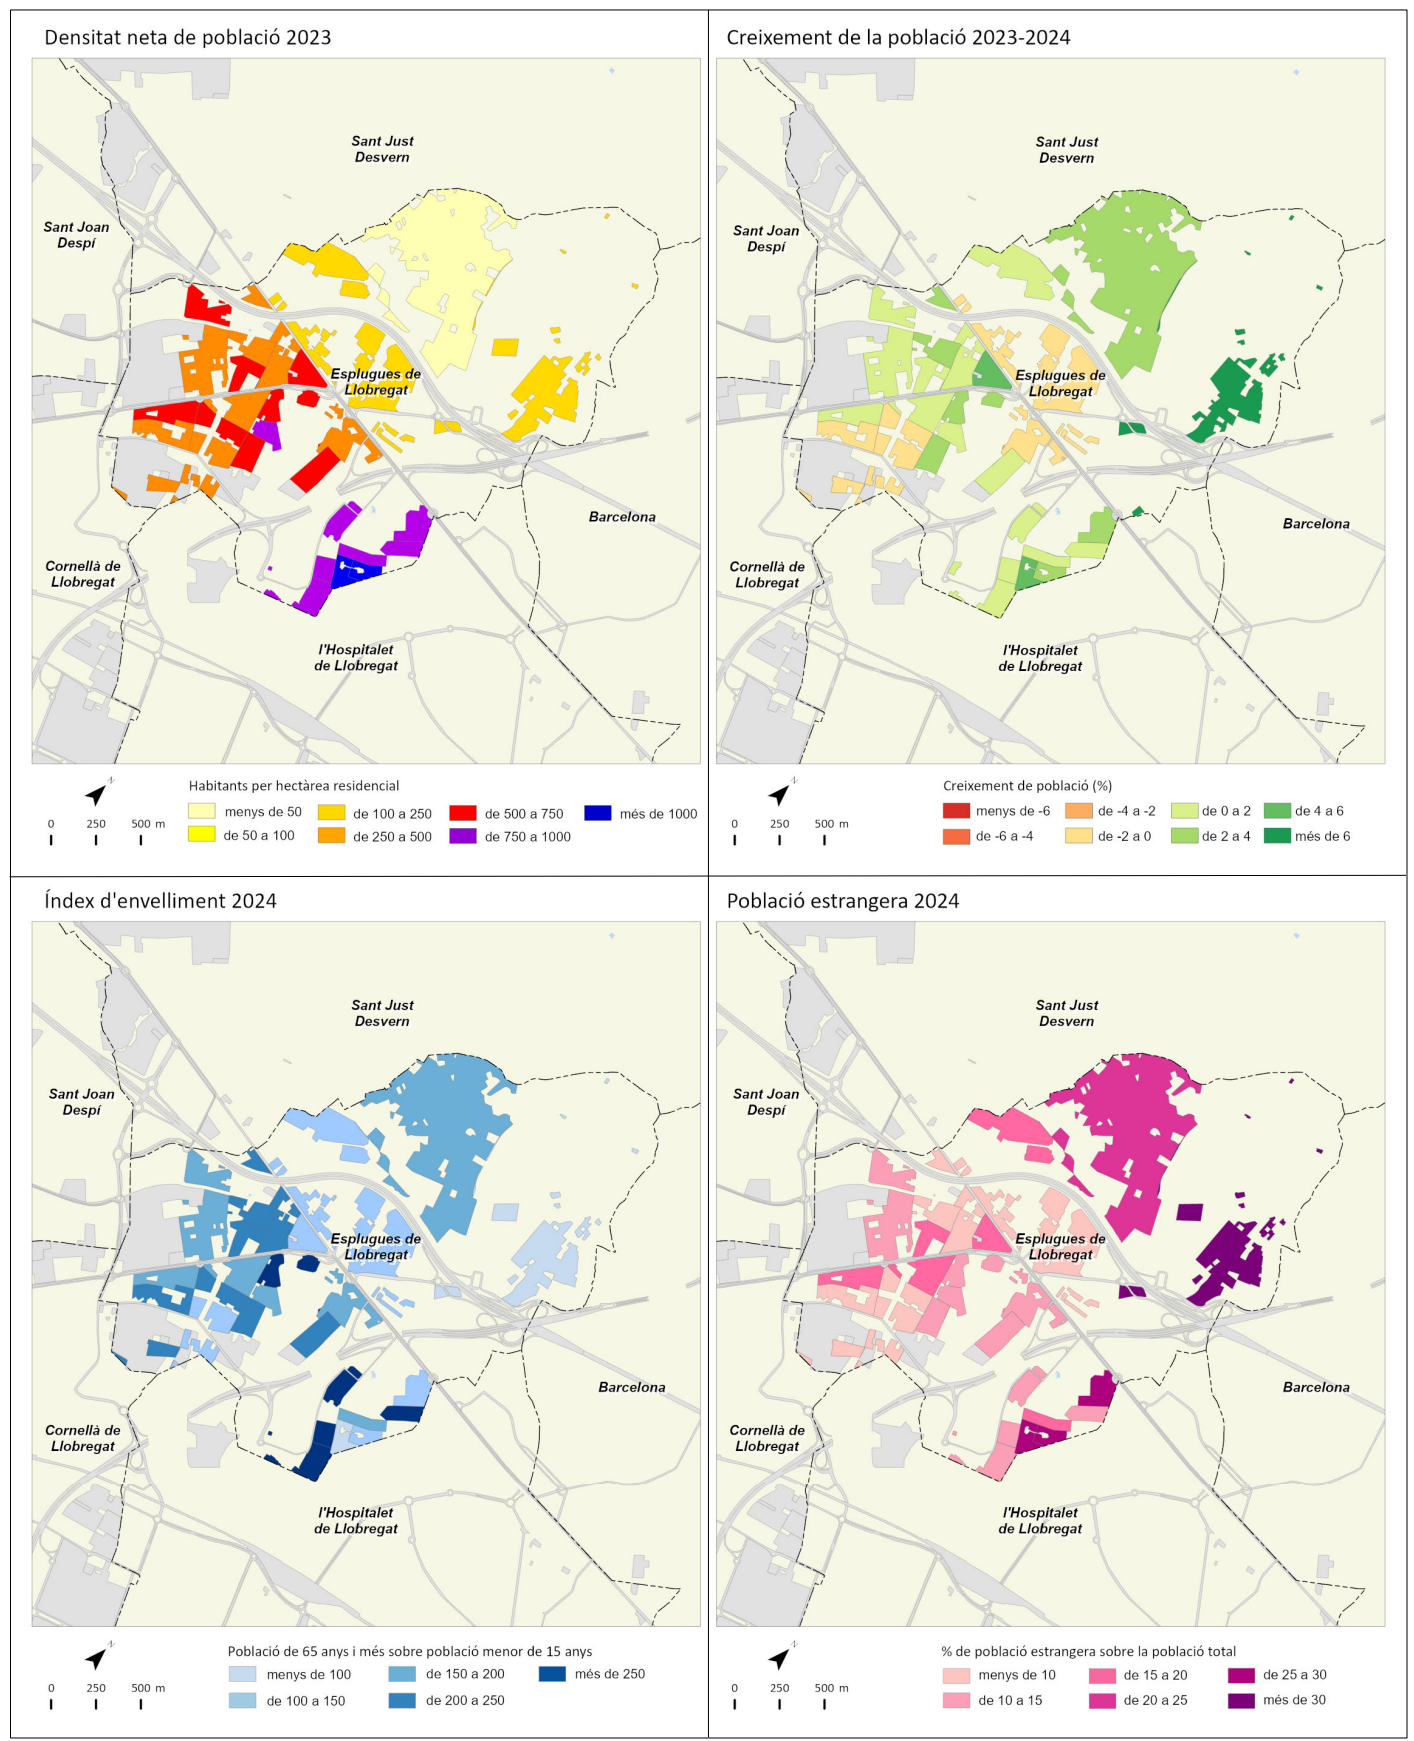 Densitat neta de població 2023
Sant Just
Desvern
Sant Joan
Despí
Esplugues de
Llobregat
Barcelona
Cornellà de
Llobregat
l'Hospitalet
de Llobregat
N
0 250 500 m
Habitants per hectàrea residencial
menys de 50
de 50 a 100
de 100 a 250
de 250 a 500
de 500 a 750
de 750 a 1000
més de 1000
Creixement de la població 2023-2024
Sant Just
Desvern
Sant Joan
Despí
Esplugues de
Llobregat
Barcelona
Cornellà de
Llobregat
l'Hospitalet
de Llobregat
N
0 250 500 m
Creixement de població (%)
menys de -6
de -6 a -4
de -4 a -2
de -2 a 0
de 0 a 2
de 2 a 4
de 4 a 6
més de 6
Índex d'envelliment 2024
Sant Just
Desvern
Sant Joan
Despí
Esplugues de
Llobregat
Barcelona
Cornellà de
Llobregat
l'Hospitalet
de Llobregat
N
0 250 500 m
Població de 65 anys i més sobre població menor de 15 anys
menys de 100
de 100 a 150
de 150 a 200
de 200 a 250
més de 250
Població estrangera 2024
Sant Just
Desvern
Sant Joan
Despí
Esplugues de
Llobregat
Barcelona
Cornellà de
Llobregat
l'Hospitalet
de Llobregat
N
0 250 500 m
% de població estrangera sobre la població total
menys de 10
de 10 a 15
de 15 a 20
de 20 a 25
de 25 a 30
més de 30